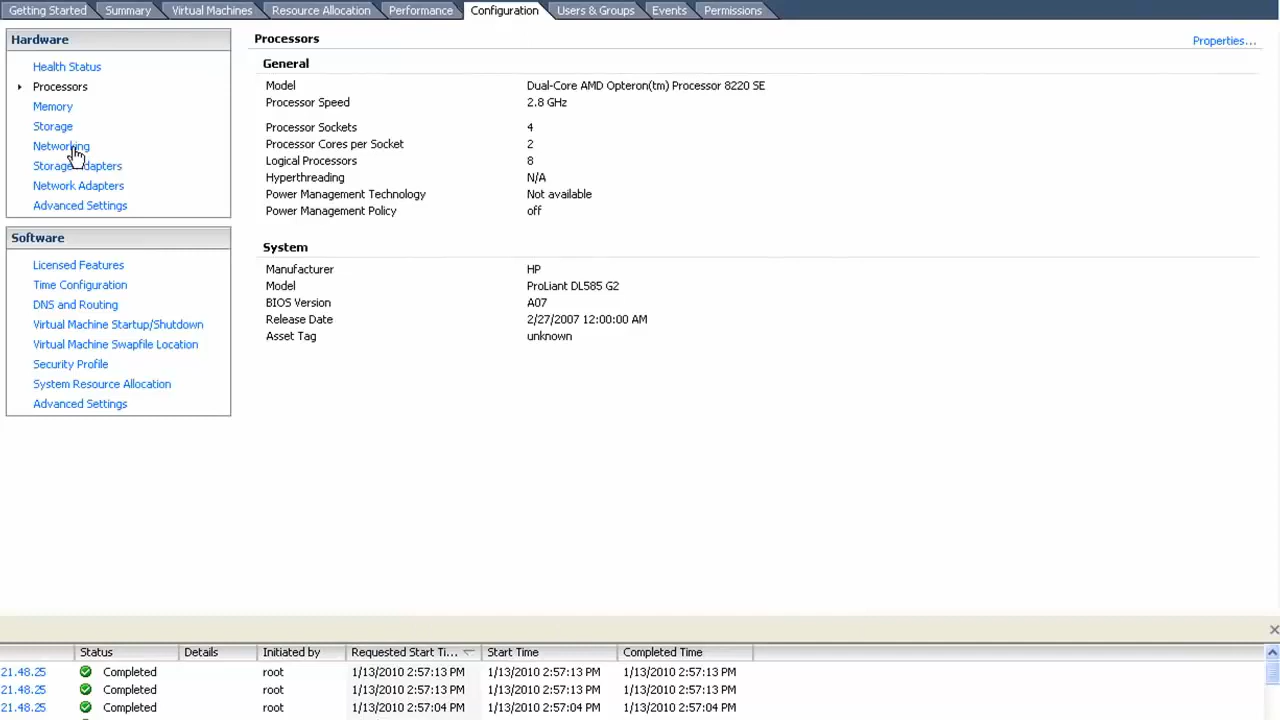 Getting Started Summary Virtual Machines Resource Allocation Performance Configuration Users & Groups Events Permissions
Hardware
Health Status
Processors
Memory
Storage
Networking
Storage Adapters
Network Adapters
Advanced Settings
Software
Licensed Features
Time Configuration
DNS and Routing
Virtual Machine Startup/Shutdown
Virtual Machine Swapfile Location
Security Profile
System Resource Allocation
Advanced Settings
Processors Properties...
General
Model Dual-Core AMD Opteron(tm) Processor 8220 SE
Processor Speed 2.8 GHz
Processor Sockets 4
Processor Cores per Socket 2
Logical Processors 8
Hyperthreading N/A
Power Management Technology Not available
Power Management Policy off
System
Manufacturer HP
Model ProLiant DL585 G2
BIOS Version A07
Release Date 2/27/2007 12:00:00 AM
Asset Tag unknown
Status Details Initiated by Requested Start Ti... Start Time Completed Time
21.48.25 Completed root 1/13/2010 2:57:13 PM 1/13/2010 2:57:13 PM 1/13/2010 2:57:13 PM
21.48.25 Completed root 1/13/2010 2:57:13 PM 1/13/2010 2:57:13 PM 1/13/2010 2:57:13 PM
21.48.25 Completed root 1/13/2010 2:57:04 PM 1/13/2010 2:57:04 PM 1/13/2010 2:57:04 PM